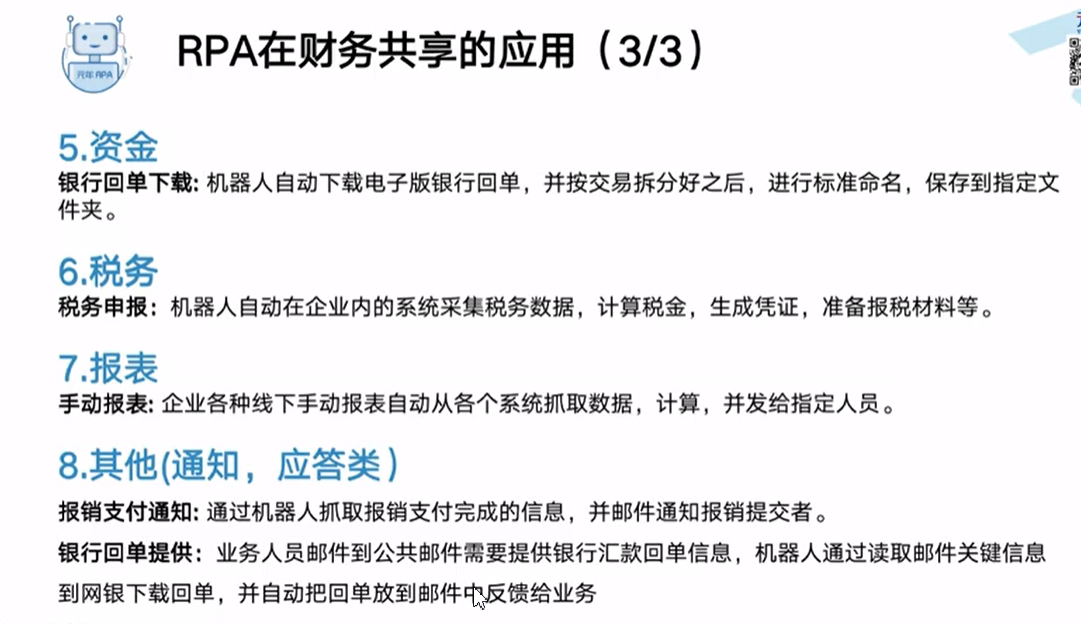 元年 RPA
RPA在财务共享的应用（3/3）
5.资金
银行回单下载: 机器人自动下载电子版银行回单，并按交易拆分好之后，进行标准命名，保存到指定文
件夹。
6.税务
税务申报：机器人自动在企业内的系统采集税务数据，计算税金，生成凭证，准备报税材料等。
7.报表
手动报表: 企业各种线下手动报表自动从各个系统抓取数据，计算，并发给指定人员。
8.其他(通知，应答类）
报销支付通知: 通过机器人抓取报销支付完成的信息，并邮件通知报销提交者。
银行回单提供：业务人员邮件到公共邮件需要提供银行汇款回单信息，机器人通过读取邮件关键信息
到网银下载回单，并自动把回单放到邮件中反馈给业务